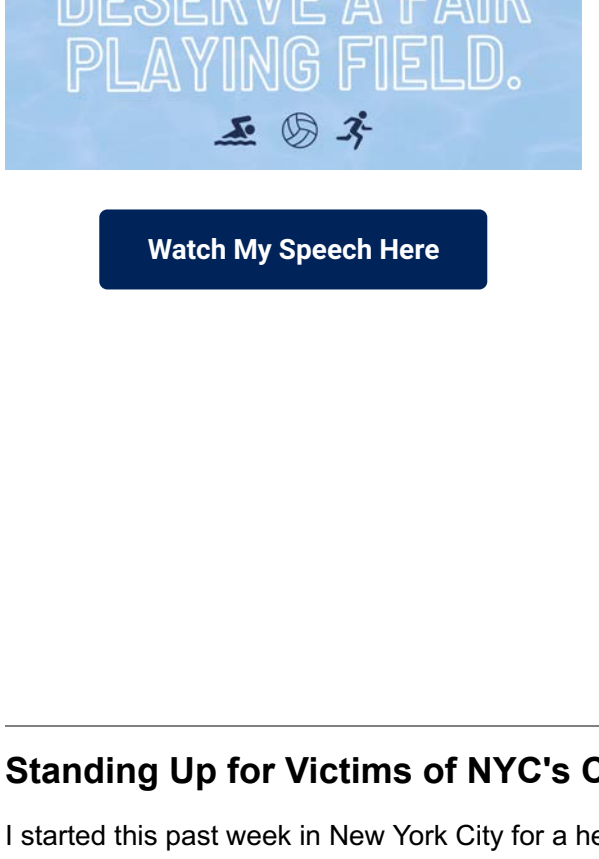 DESERVE A FAIR
PLAYING FIELD.
Watch My Speech Here
Standing Up for Victims of NYC's
I started this past week in New York City for a